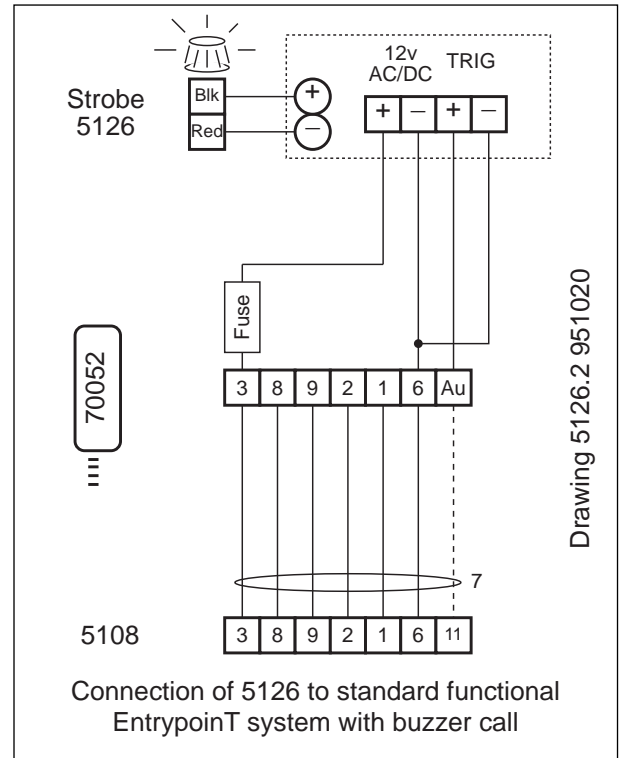 12v
AC/DC
TRIG
Strobe
5126
Blk
Red
+
−
+ − + −
Fuse
70052
3 8 9 2 1 6 Au
Drawing 5126.2 951020
7
5108
3 8 9 2 1 6 11
Connection of 5126 to standard functional
EntrypoinT system with buzzer call